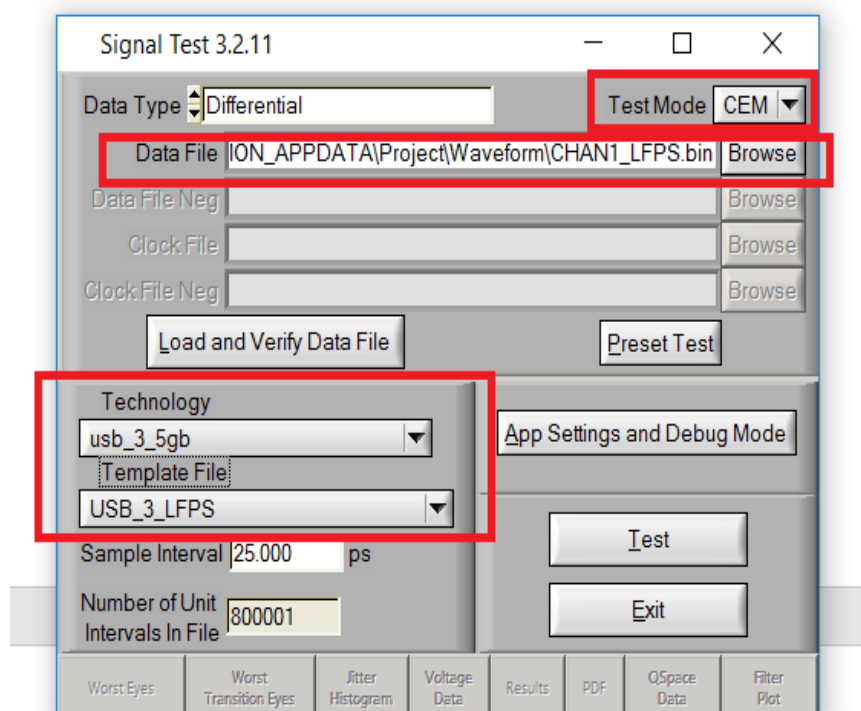 Signal Test 3.2.11
Data Type Differential Test Mode CEM
Data File ION_APPDATA\Project\Waveform\CHAN1_LFPS.bin Browse
Data File Neg Browse
Clock File Browse
Clock File Neg Browse
Load and Verify Data File Preset Test
Technology
usb_3_5gb
App Settings and Debug Mode
Template File
USB_3_LFPS
Sample Interval 25.000 ps
Test
Number of Unit
Intervals In File 800001
Exit
Worst Eyes
Worst
Transition Eyes
Jitter
Histogram
Voltage
Data
Results
PDF
QSpace
Data
Filter
Plot